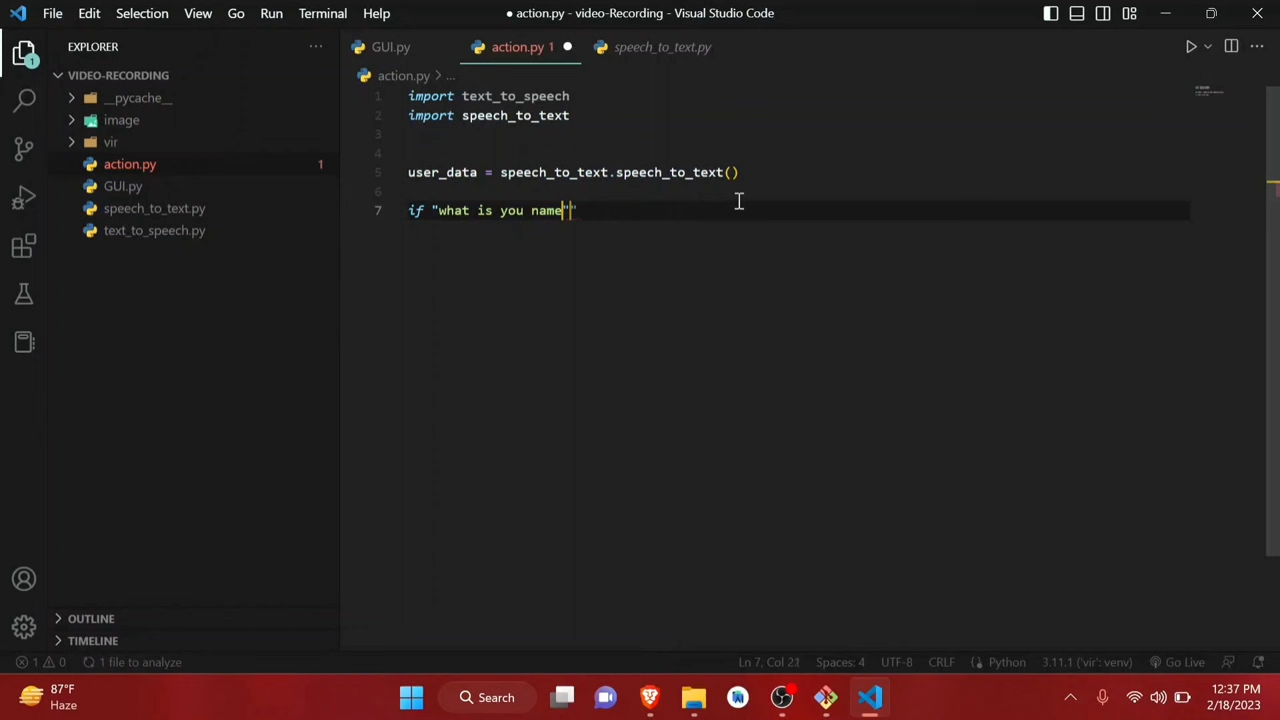 File Edit Selection View Go Run Terminal Help ● action.py - video-Recording - Visual Studio Code
EXPLORER
GUI.py action.py 1 speech_to_text.py
VIDEO-RECORDING
action.py > ...
__pycache__
image
vir
action.py 1
GUI.py
speech_to_text.py
text_to_speech.py
1 import text_to_speech
2 import speech_to_text
3
4
5 user_data = speech_to_text.speech_to_text()
6
7 if "what is you name""
1
OUTLINE
TIMELINE
1 0 1 file to analyze Ln 7, Col 22 Spaces: 4 UTF-8 CRLF Python 3.11.1 ('vir': venv) Go Live
87°F
Haze
Search
12:37 PM
2/18/2023